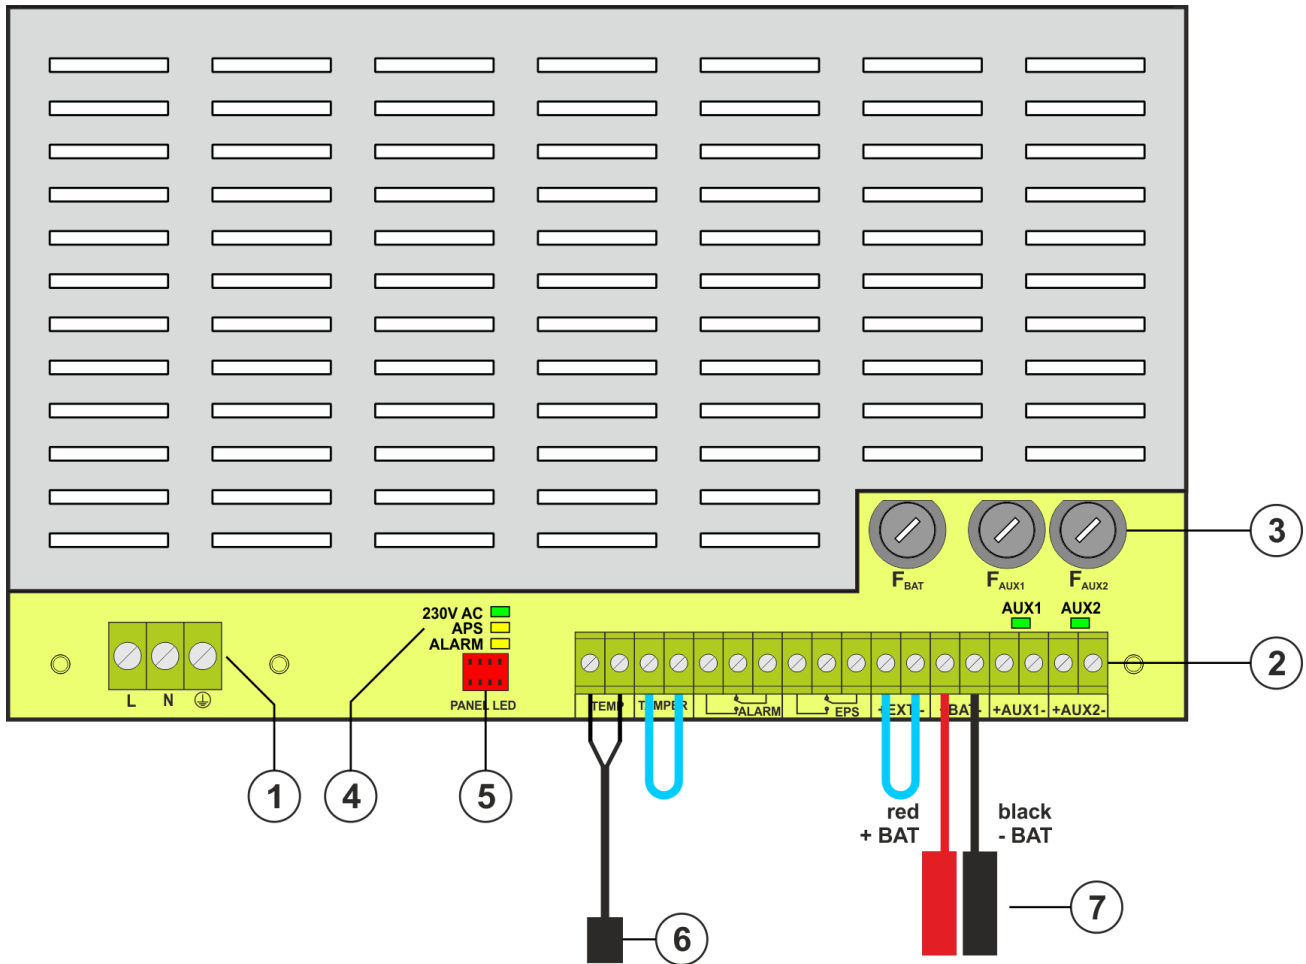 3
F BAT
F AUX1
F AUX2
AUX1 AUX2
230V AC
APS
ALARM
2
L N
PANEL LED
TEMP
TAMPER
ALARM
EPS
+EXT-
+BAT-
+AUX1-
+AUX2-
1
4
5
red
+ BAT
black
- BAT
7
6